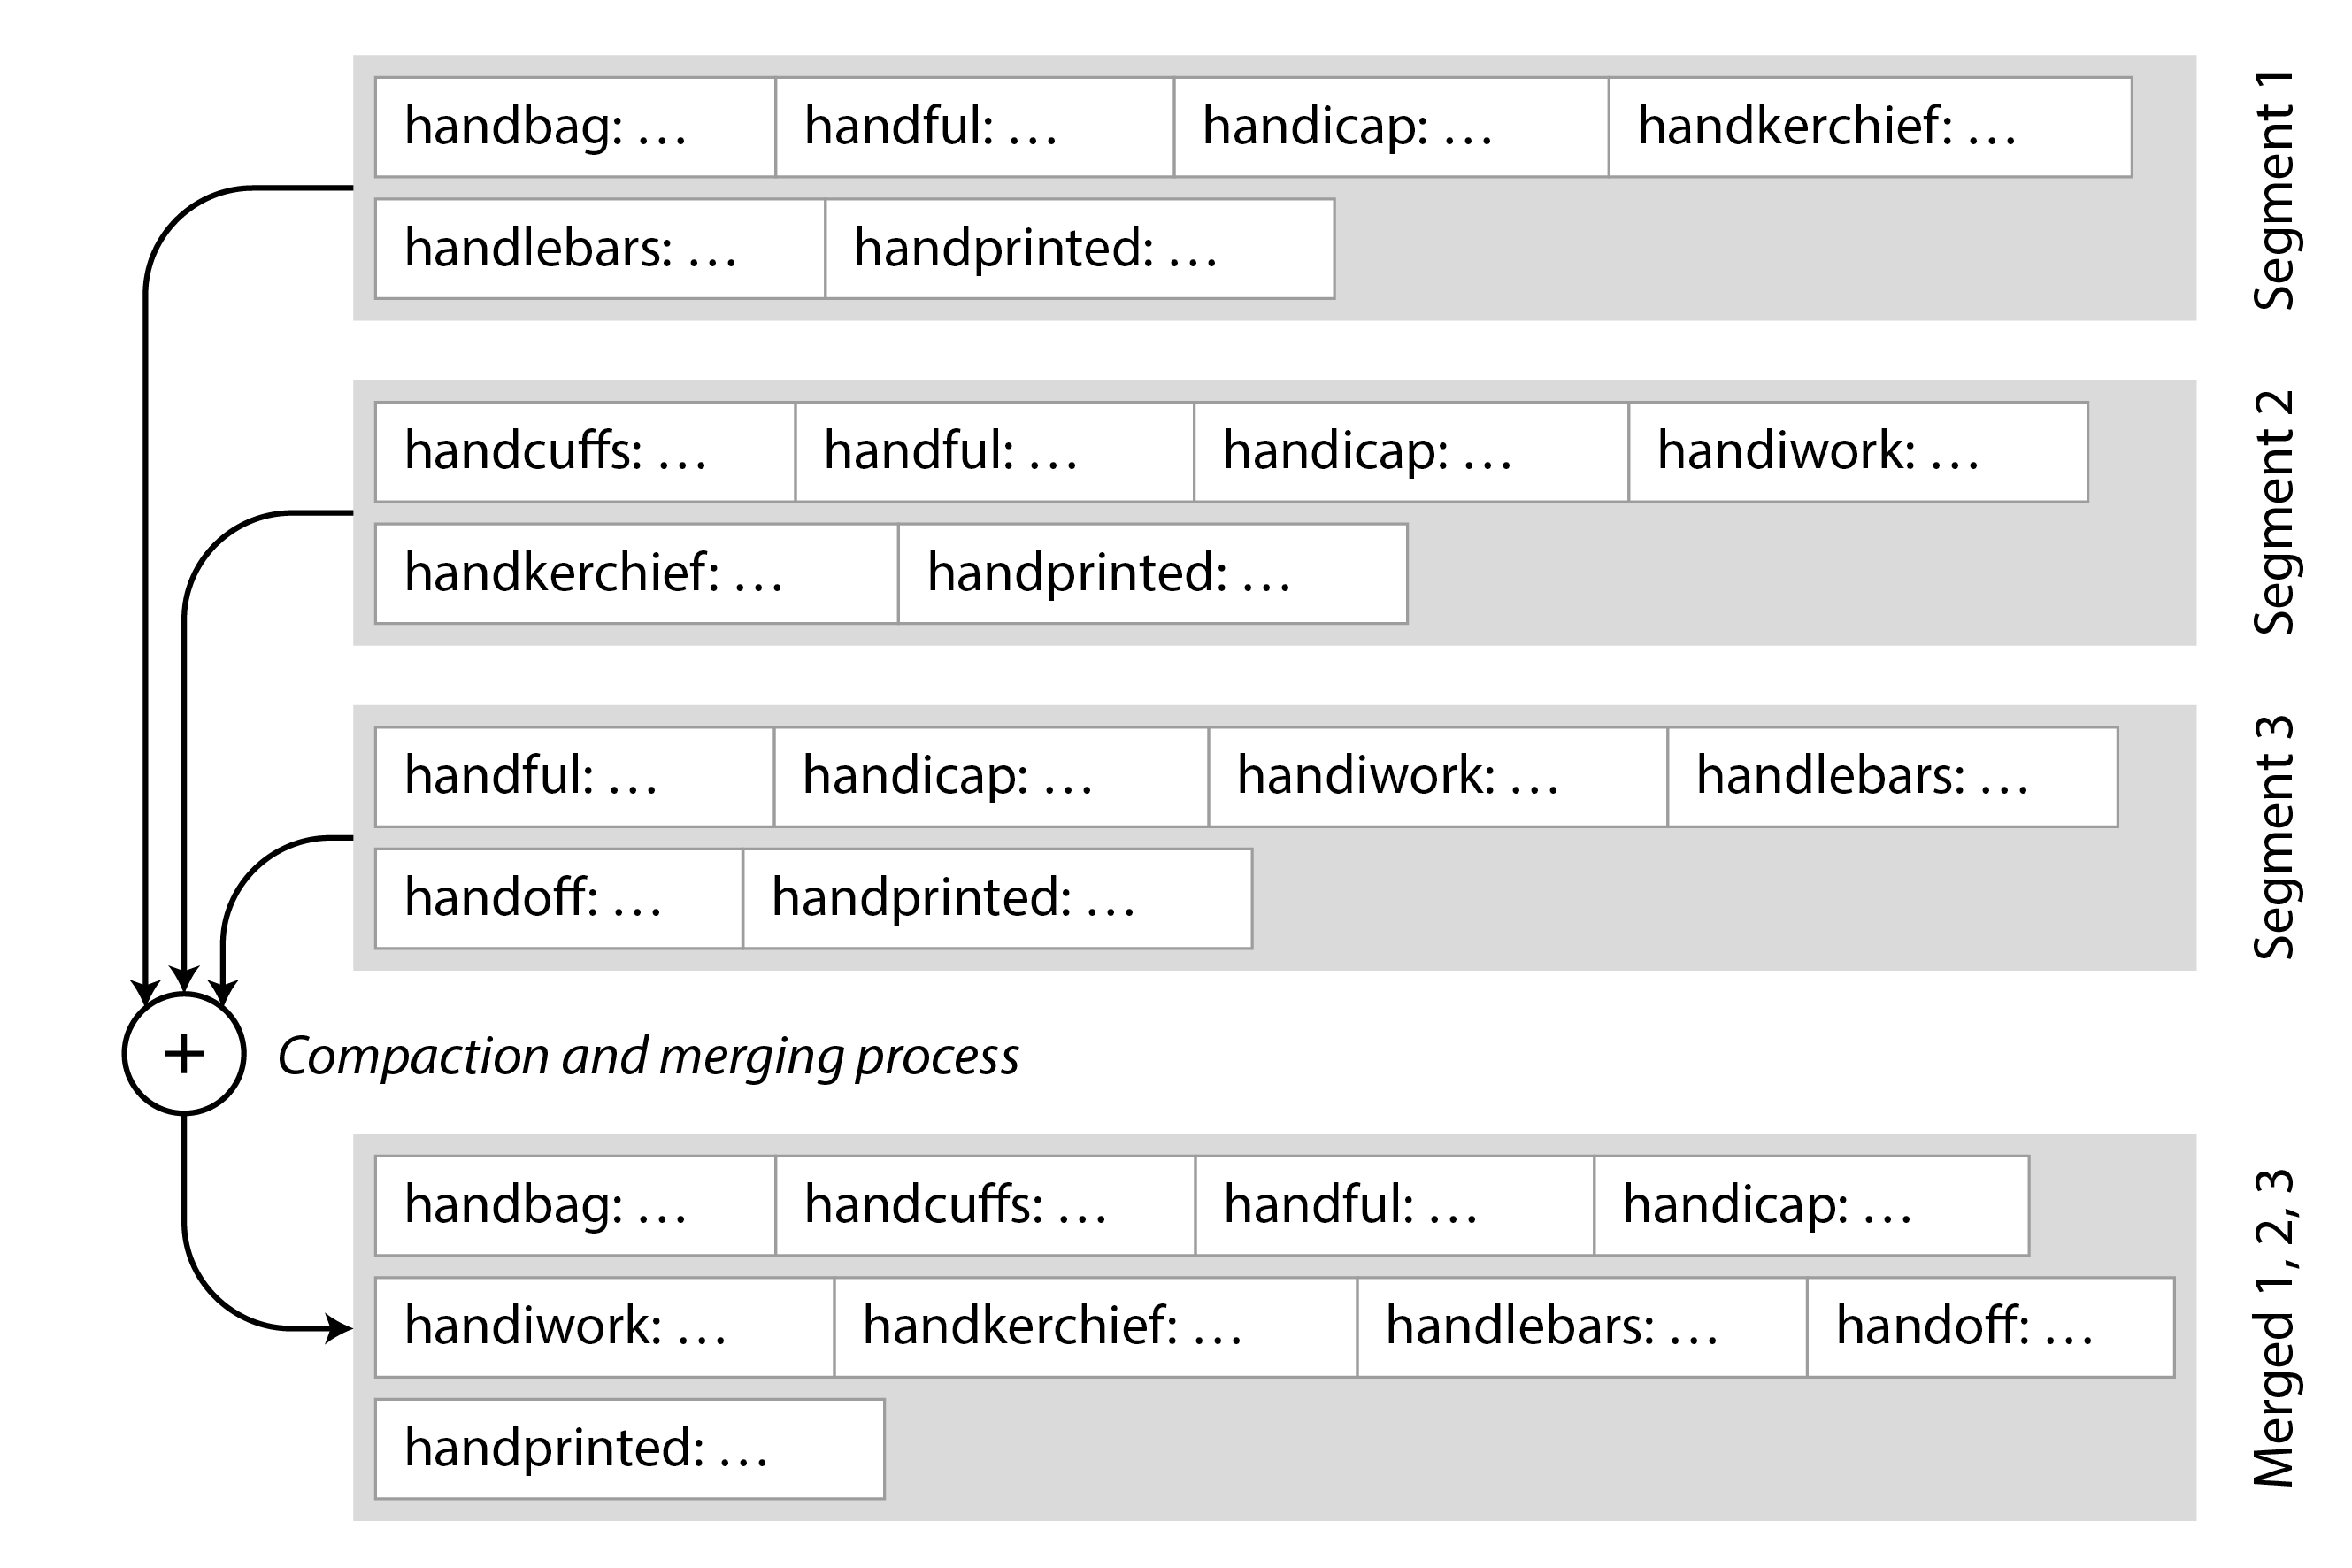 handbag: … handful: … handicap: … handkerchief: …
handlebars: … handprinted: …
Segment 1
handcuffs: … handful: … handicap: … handiwork: …
handkerchief: … handprinted: …
Segment 2
handful: … handicap: … handiwork: … handlebars: …
handoff: … handprinted: …
Segment 3
+ Compaction and merging process
handbag: … handcuffs: … handful: … handicap: …
handiwork: … handkerchief: … handlebars: … handoff: …
handprinted: …
Merged 1, 2, 3